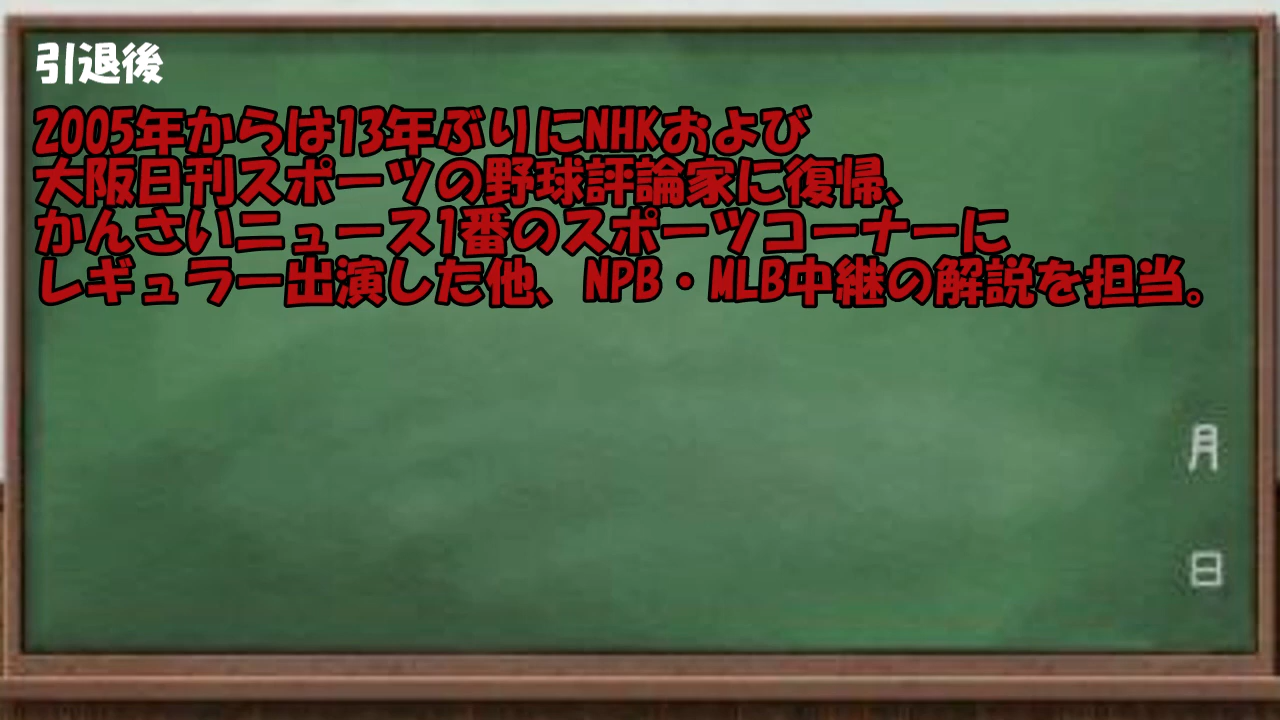 引退後
2005年からは13年ぶりにNHKおよび
大阪日刊スポーツの野球評論家に復帰、
かんさいニュース1番のスポーツコーナーに
レギュラー出演した他、NPB・MLB中継の解説を担当。
月
日